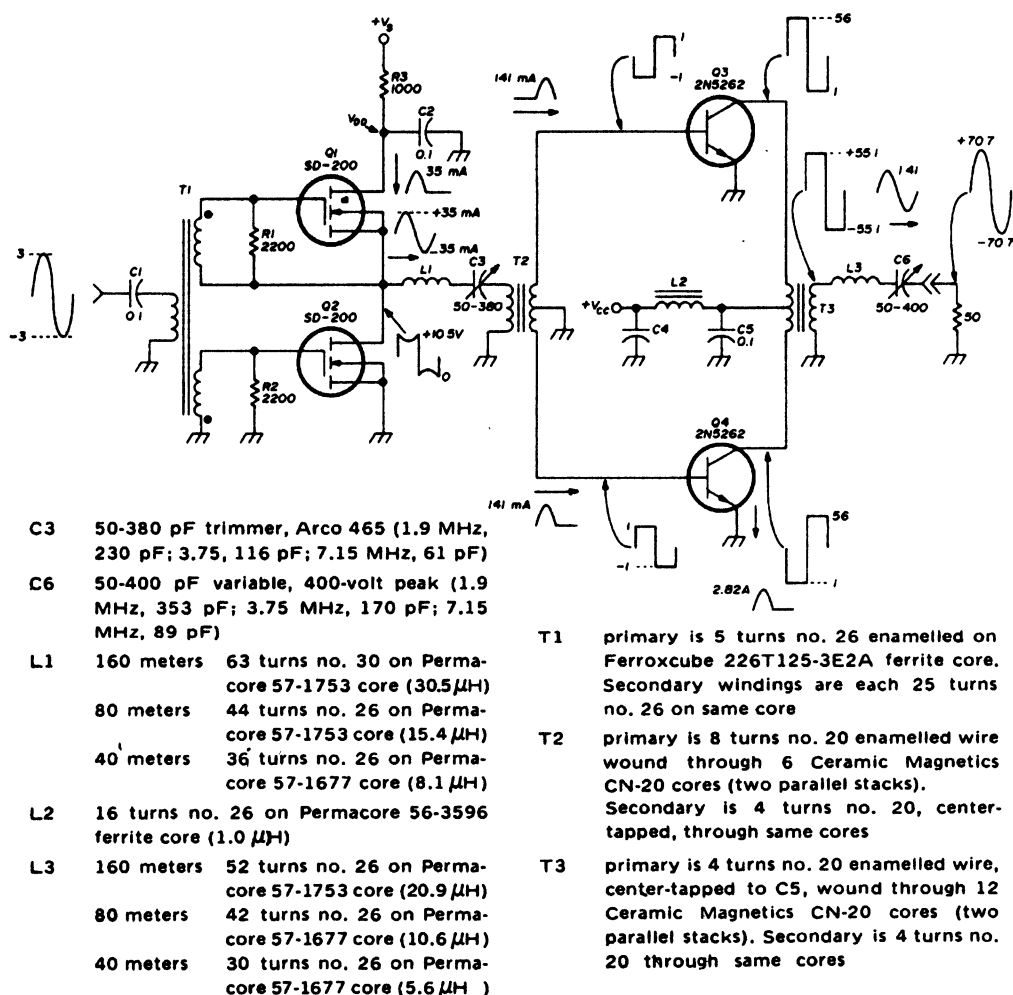 +Vs
R3
1000
VDD
C2
0.1
Q1
SD-200
35 mA
+35 mA
-35 mA
T1
R1
2200
3
-3
C1
0.1
L1
C3
50-380
T2
Q2
SD-200
R2
2200
+10.5V
0
141 mA
1
-1
Q3
2N5262
56
1
+55 1
-55 1
141
+70 7
-70 7
+Vcc
L2
C4
C5
0.1
T3
L3
C6
50-400
50
Q4
2N5262
141 mA
1
-1
2.82A
56
1
C3 50-380 pF trimmer, Arco 465 (1.9 MHz,
230 pF; 3.75, 116 pF; 7.15 MHz, 61 pF)
C6 50-400 pF variable, 400-volt peak (1.9
MHz, 353 pF; 3.75 MHz, 170 pF; 7.15
MHz, 89 pF)
L1 160 meters 63 turns no. 30 on Perma-
core 57-1753 core (30.5 μH)
80 meters 44 turns no. 26 on Perma-
core 57-1753 core (15.4 μH)
40 meters 36 turns no. 26 on Perma-
core 57-1677 core (8.1 μH)
L2 16 turns no. 26 on Permacore 56-3596
ferrite core (1.0 μH)
L3 160 meters 52 turns no. 26 on Perma-
core 57-1753 core (20.9 μH)
80 meters 42 turns no. 26 on Perma-
core 57-1677 core (10.6 μH)
40 meters 30 turns no. 26 on Perma-
core 57-1677 core (5.6 μH )
T1 primary is 5 turns no. 26 enamelled on
Ferroxcube 226T125-3E2A ferrite core.
Secondary windings are each 25 turns
no. 26 on same core
T2 primary is 8 turns no. 20 enamelled wire
wound through 6 Ceramic Magnetics
CN-20 cores (two parallel stacks).
Secondary is 4 turns no. 20, center-
tapped, through same cores
T3 primary is 4 turns no. 20 enamelled wire,
center-tapped to C5, wound through 12
Ceramic Magnetics CN-20 cores (two
parallel stacks). Secondary is 4 turns no.
20 through same cores